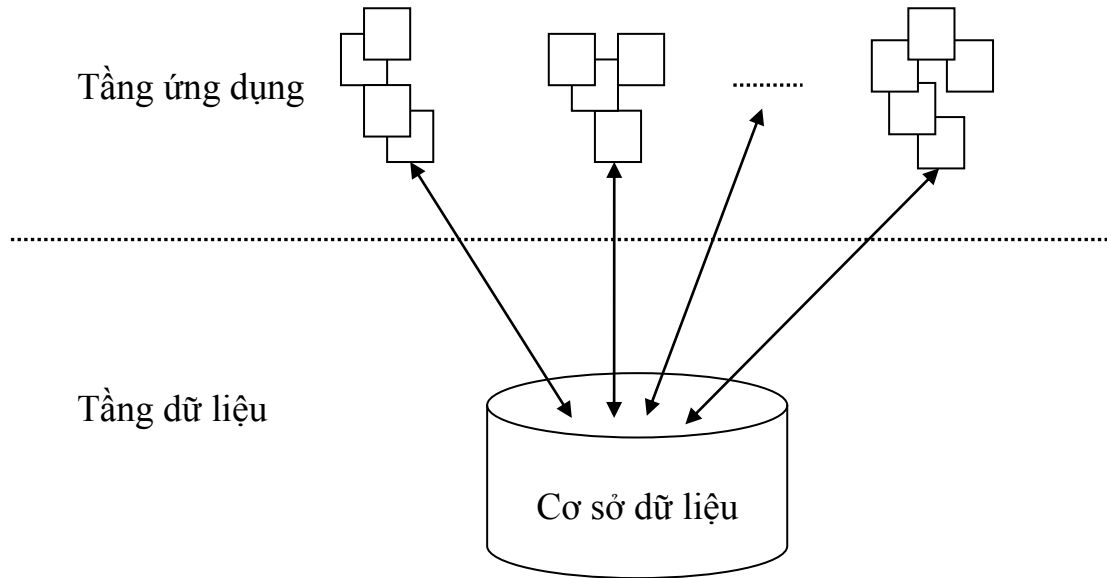 Tầng ứng dụng
Tầng dữ liệu
Cơ sở dữ liệu